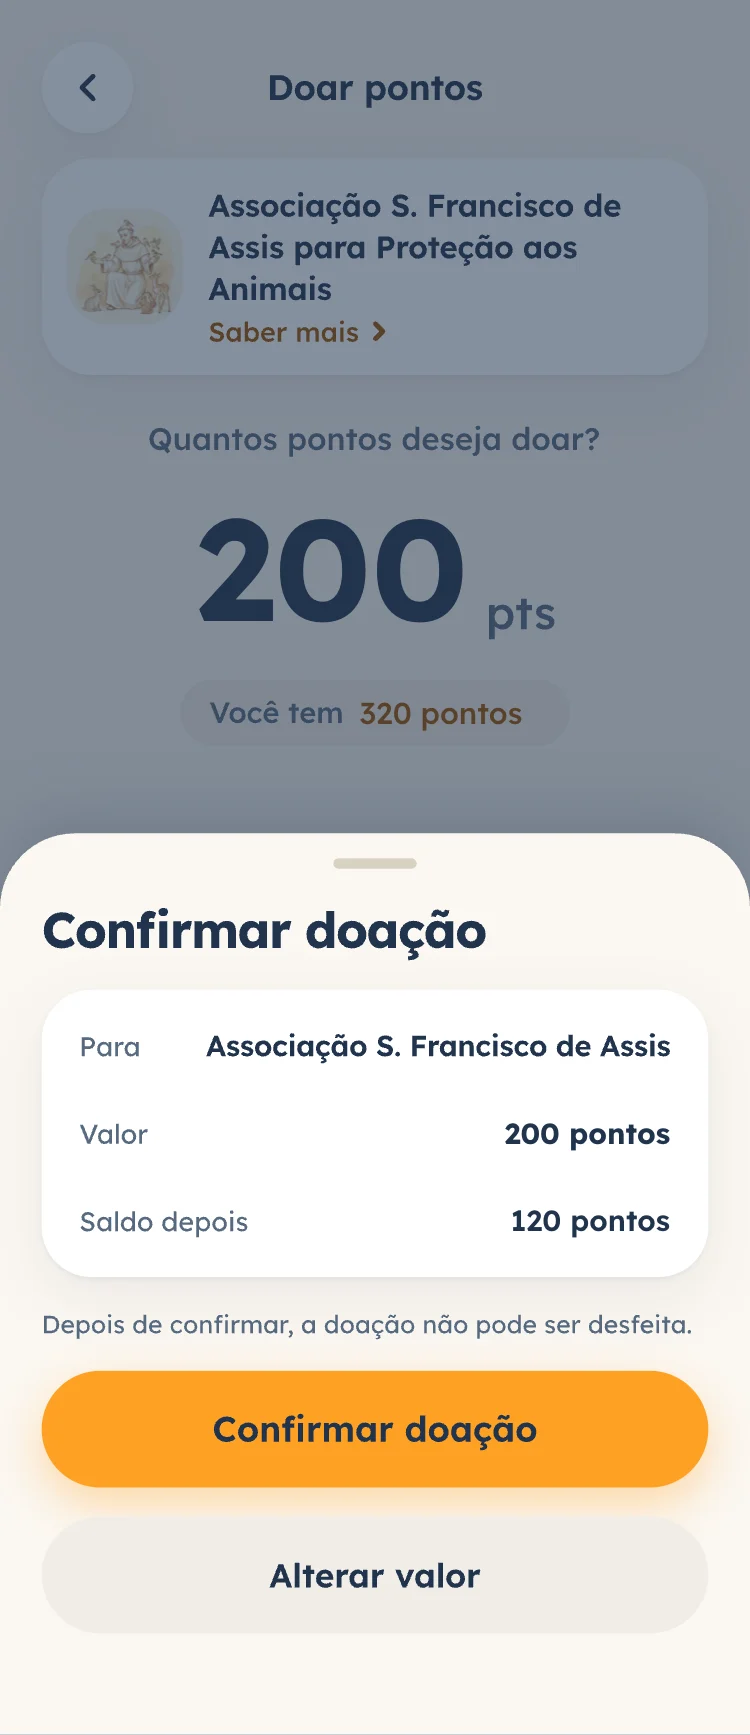 Doar pontos
Associação S. Francisco de
Assis para Proteção aos
Animais
Saber mais
Quantos pontos deseja doar?
200 pts
Você tem 320 pontos
Confirmar doação
Para Associação S. Francisco de Assis
Valor 200 pontos
Saldo depois 120 pontos
Depois de confirmar, a doação não pode ser desfeita.
Confirmar doação
Alterar valor